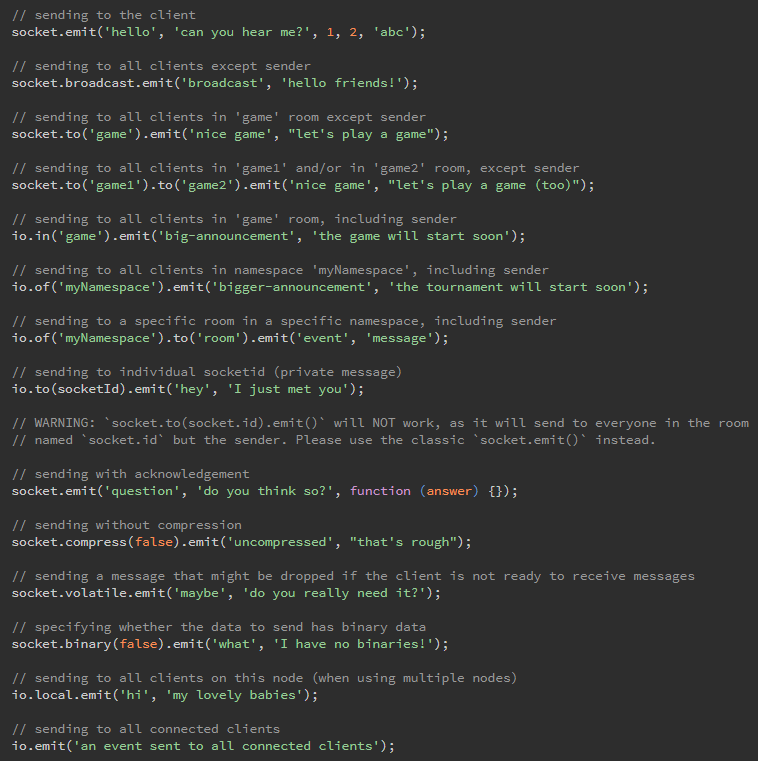 // sending to the client
socket.emit('hello', 'can you hear me?', 1, 2, 'abc');
// sending to all clients except sender
socket.broadcast.emit('broadcast', 'hello friends!');
// sending to all clients in 'game' room except sender
socket.to('game').emit('nice game', "let's play a game");
// sending to all clients in 'game1' and/or in 'game2' room, except sender
socket.to('game1').to('game2').emit('nice game', "let's play a game (too)");
// sending to all clients in 'game' room, including sender
io.in('game').emit('big-announcement', 'the game will start soon');
// sending to all clients in namespace 'myNamespace', including sender
io.of('myNamespace').emit('bigger-announcement', 'the tournament will start soon');
// sending to a specific room in a specific namespace, including sender
io.of('myNamespace').to('room').emit('event', 'message');
// sending to individual socketid (private message)
io.to(socketId).emit('hey', 'I just met you');
// WARNING: `socket.to(socket.id).emit()` will NOT work, as it will send to everyone in the room
// named `socket.id` but the sender. Please use the classic `socket.emit()` instead.
// sending with acknowledgement
socket.emit('question', 'do you think so?', function (answer) {});
// sending without compression
socket.compress(false).emit('uncompressed', "that's rough");
// sending a message that might be dropped if the client is not ready to receive messages
socket.volatile.emit('maybe', 'do you really need it?');
// specifying whether the data to send has binary data
socket.binary(false).emit('what', 'I have no binaries!');
// sending to all clients on this node (when using multiple nodes)
io.local.emit('hi', 'my lovely babies');
// sending to all connected clients
io.emit('an event sent to all connected clients');